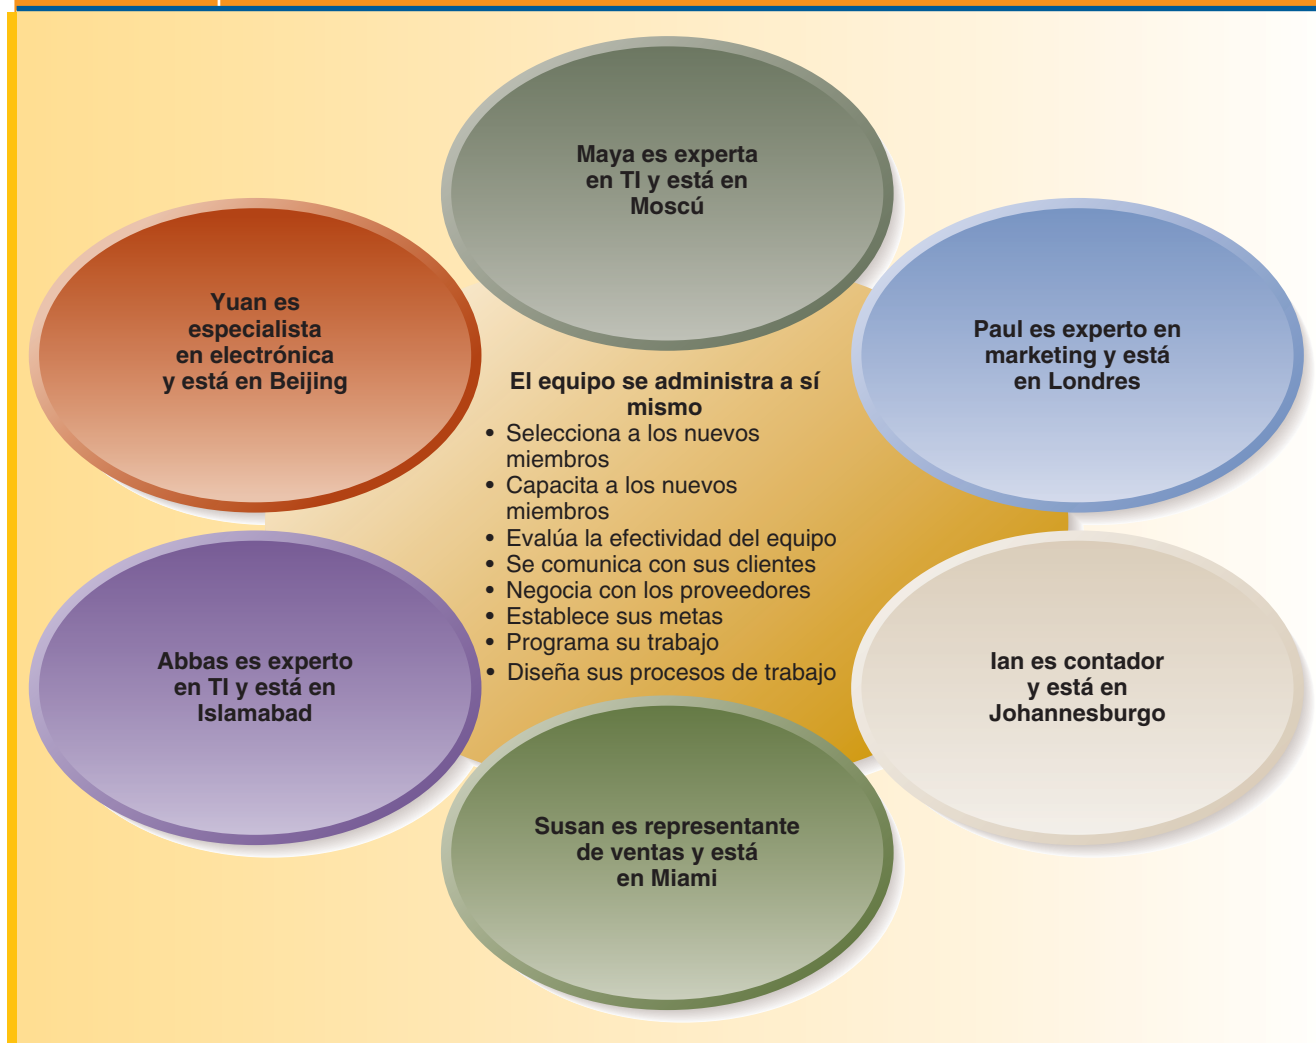 Maya es experta
en TI y está en
Moscú
Yuan es
especialista
en electrónica
y está en Beijing
Paul es experto en
marketing y está
en Londres
El equipo se administra a sí
mismo
• Selecciona a los nuevos
miembros
• Capacita a los nuevos
miembros
• Evalúa la efectividad del equipo
• Se comunica con sus clientes
• Negocia con los proveedores
• Establece sus metas
• Programa su trabajo
• Diseña sus procesos de trabajo
Abbas es experto
en TI y está en
Islamabad
Ian es contador
y está en
Johannesburgo
Susan es representante
de ventas y está
en Miami